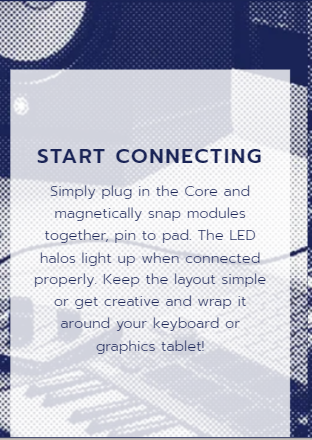 START CONNECTING
Simply plug in the Core and
magnetically snap modules
together, pin to pad. The LED
halos light up when connected
properly. Keep the layout simple
or get creative and wrap it
around your keyboard or
graphics tablet!